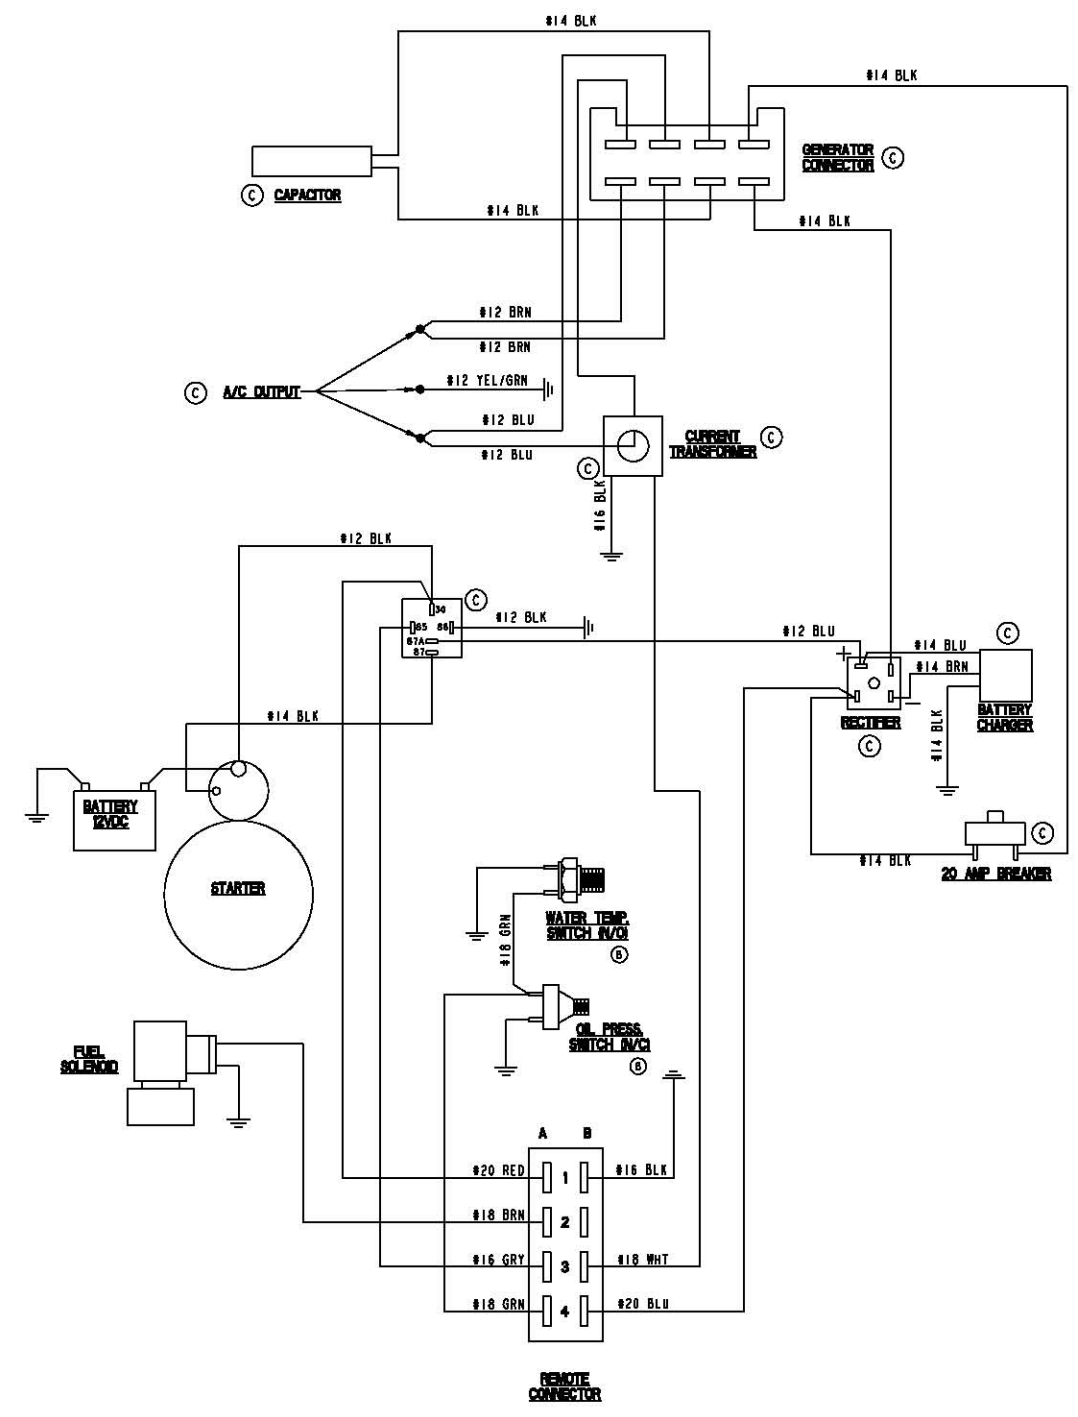 #14 BLK
#14 BLK
GENERATOR
CONNECTOR
C
C
CAPACITOR
#14 BLK
#14 BLK
#12 BRN
#12 BRN
#12 YEL/GRN
C
A/C OUTPUT
#12 BLU
#12 BLU
CURRENT
TRANSFORMER
C
C
#16 BLK
#12 BLK
C
30
85
86
87A
87
#12 BLK
#12 BLU
C
#14 BLU
#14 BRN
+
-
#14 BLK
BATTERY
CHARGER
RECTIFIER
C
#14 BLK
BATTERY
12VDC
STARTER
C
#14 BLK
20 AMP BREAKER
WATER TEMP.
SWITCH (N/O)
B
#18 GRN
OIL PRESS.
SWITCH (N/C)
B
FUEL
SOLENOID
A
B
#20 RED
1
#16 BLK
#18 BRN
2
#16 GRY
3
#18 WHT
#18 GRN
4
#20 BLU
REMOTE
CONNECTOR